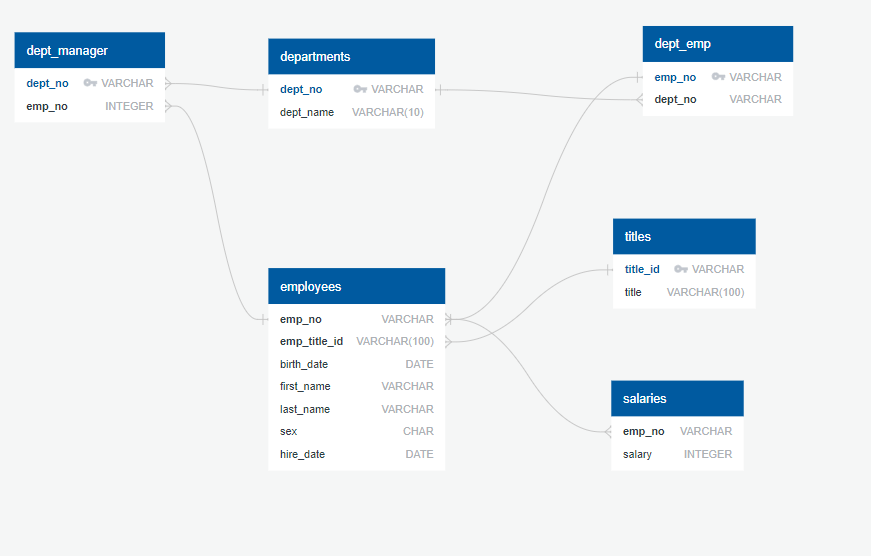 dept_manager
dept_no VARCHAR
emp_no INTEGER
departments
dept_no VARCHAR
dept_name VARCHAR(10)
dept_emp
emp_no VARCHAR
dept_no VARCHAR
employees
emp_no VARCHAR
emp_title_id VARCHAR(100)
birth_date DATE
first_name VARCHAR
last_name VARCHAR
sex CHAR
hire_date DATE
titles
title_id VARCHAR
title VARCHAR(100)
salaries
emp_no VARCHAR
salary INTEGER